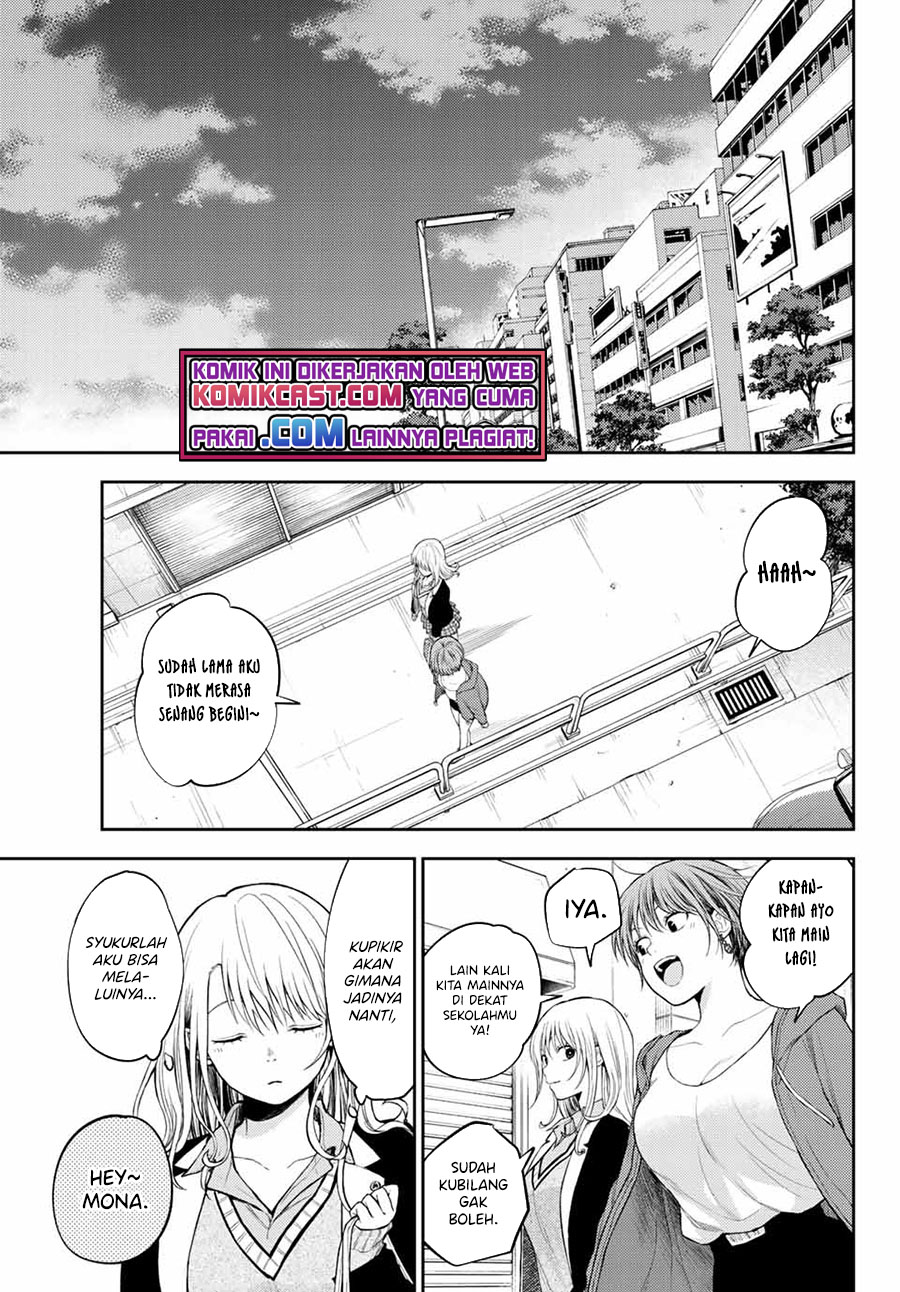 KOMIK INI DIKERJAKAN OLEH WEB
KOMIKCAST.COM YANG CUMA
PAKAI .COM LAINNYA PLAGIAT!
HAAH~
SUDAH LAMA AKU
TIDAK MERASA
SENANG BEGINI~
KAPAN-
KAPAN AYO
KITA MAIN
LAGI!
IYA.
LAIN KALI
KITA MAINNYA
DI DEKAT
SEKOLAHMU
YA!
SUDAH
KUBILANG
GAK
BOLEH.
KUPIKIR
AKAN
GIMANA
JADINYA
NANTI,
SYUKURLAH
AKU BISA
MELA-
LUINYA...
HEY~
MONA.